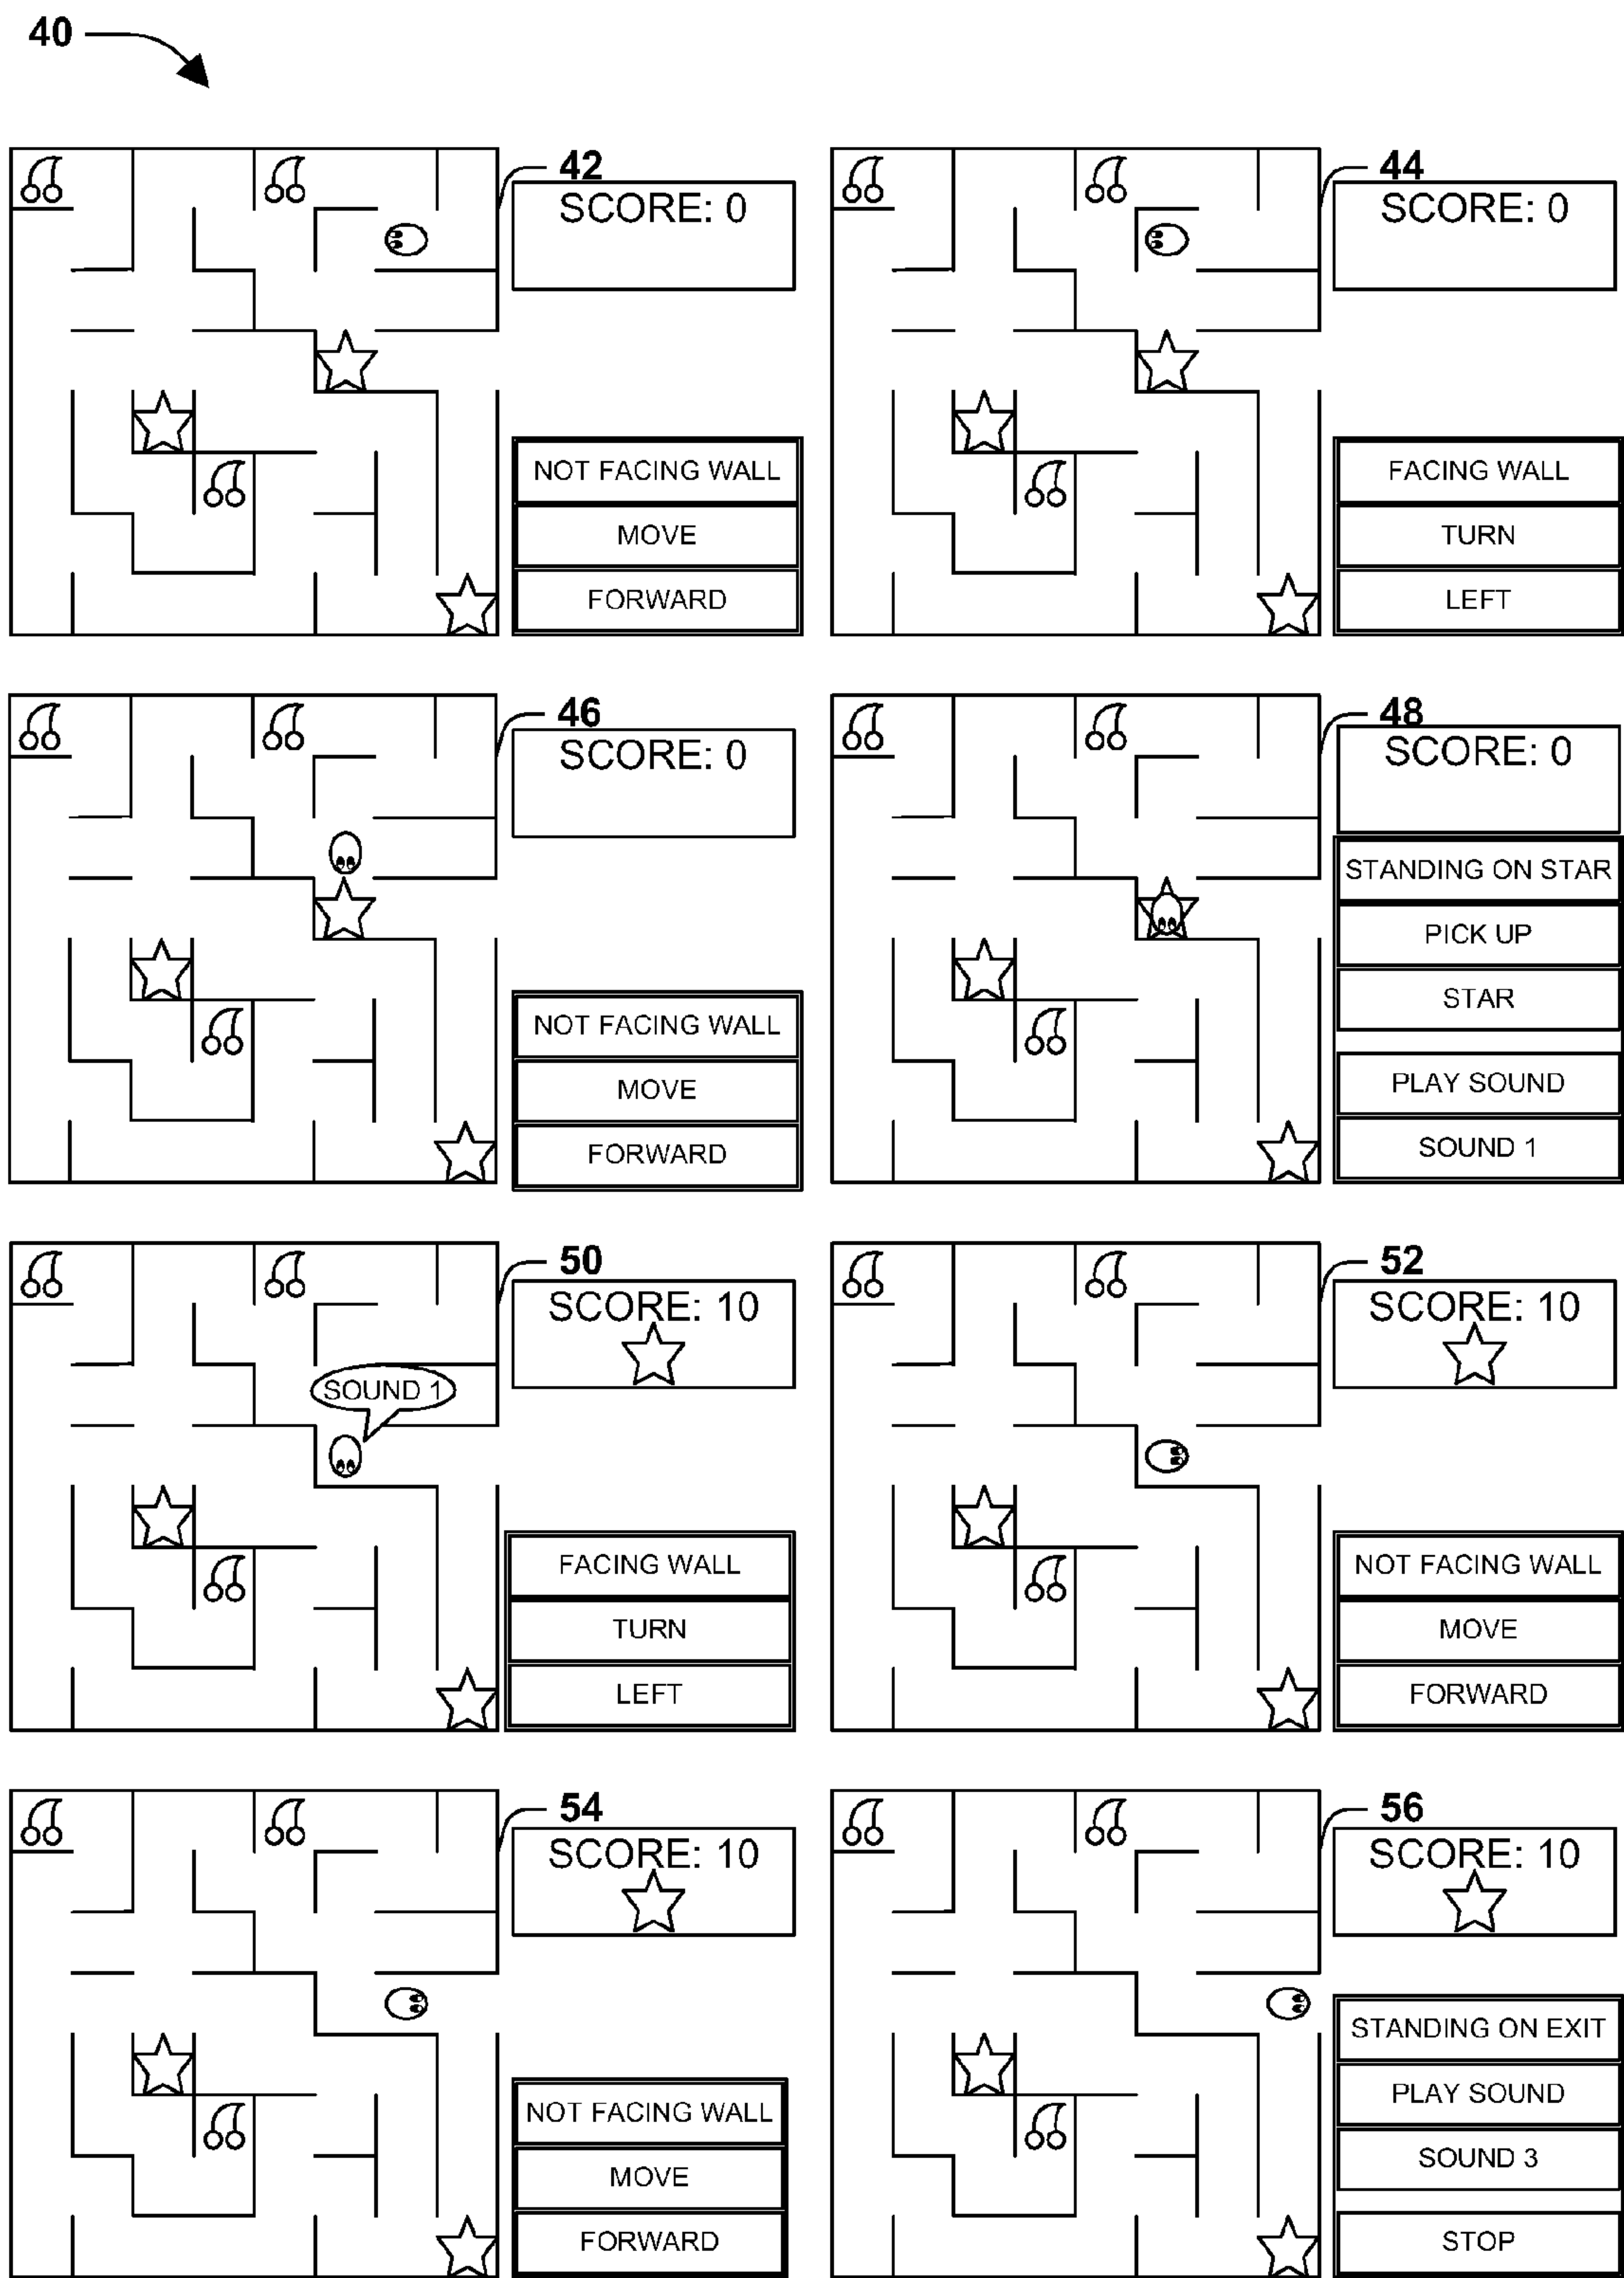 40
42
SCORE: 0
NOT FACING WALL
MOVE
FORWARD
44
SCORE: 0
FACING WALL
TURN
LEFT
46
SCORE: 0
NOT FACING WALL
MOVE
FORWARD
48
SCORE: 0
STANDING ON STAR
PICK UP
STAR
PLAY SOUND
SOUND 1
50
SCORE: 10
SOUND 1
FACING WALL
TURN
LEFT
52
SCORE: 10
NOT FACING WALL
MOVE
FORWARD
54
SCORE: 10
NOT FACING WALL
MOVE
FORWARD
56
SCORE: 10
STANDING ON EXIT
PLAY SOUND
SOUND 3
STOP